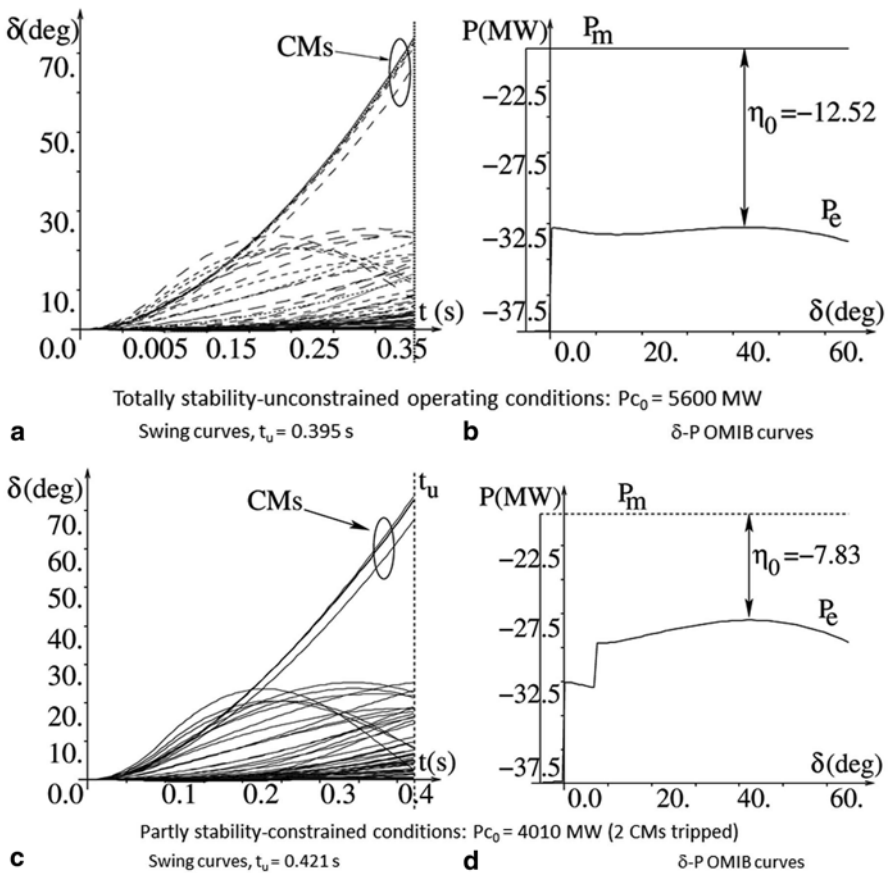 δ(deg)
70.
50.
30.
10.
0.0
0.005
0.15
0.25
0.35
t (s)
CMs
P(MW)
Pm
−22.5
−27.5
−32.5
−37.5
η0=−12.52
Pe
δ(deg)
0.0
20.
40.
60.
Totally stability-unconstrained operating conditions: Pc0 = 5600 MW
a
Swing curves, tu = 0.395 s
b
δ-P OMIB curves
δ(deg)
70.
60.
50.
40.
30.
20.
10.
0.0
0.1
0.2
0.3
0.4
t(s)
CMs
tu
P(MW)
Pm
−22.5
−27.5
−32.5
−37.5
η0=−7.83
Pe
δ(deg)
0.0
20.
40.
60.
Partly stability-constrained conditions: Pc0 = 4010 MW (2 CMs tripped)
c
Swing curves, tu = 0.421 s
d
δ-P OMIB curves